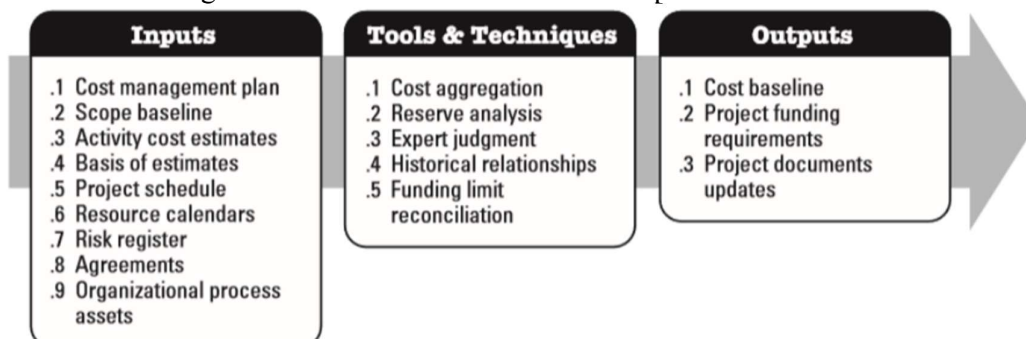 Inputs
.1 Cost management plan
.2 Scope baseline
.3 Activity cost estimates
.4 Basis of estimates
.5 Project schedule
.6 Resource calendars
.7 Risk register
.8 Agreements
.9 Organizational process
assets
Tools & Techniques
.1 Cost aggregation
.2 Reserve analysis
.3 Expert judgment
.4 Historical relationships
.5 Funding limit
reconciliation
Outputs
.1 Cost baseline
.2 Project funding
requirements
.3 Project documents
updates